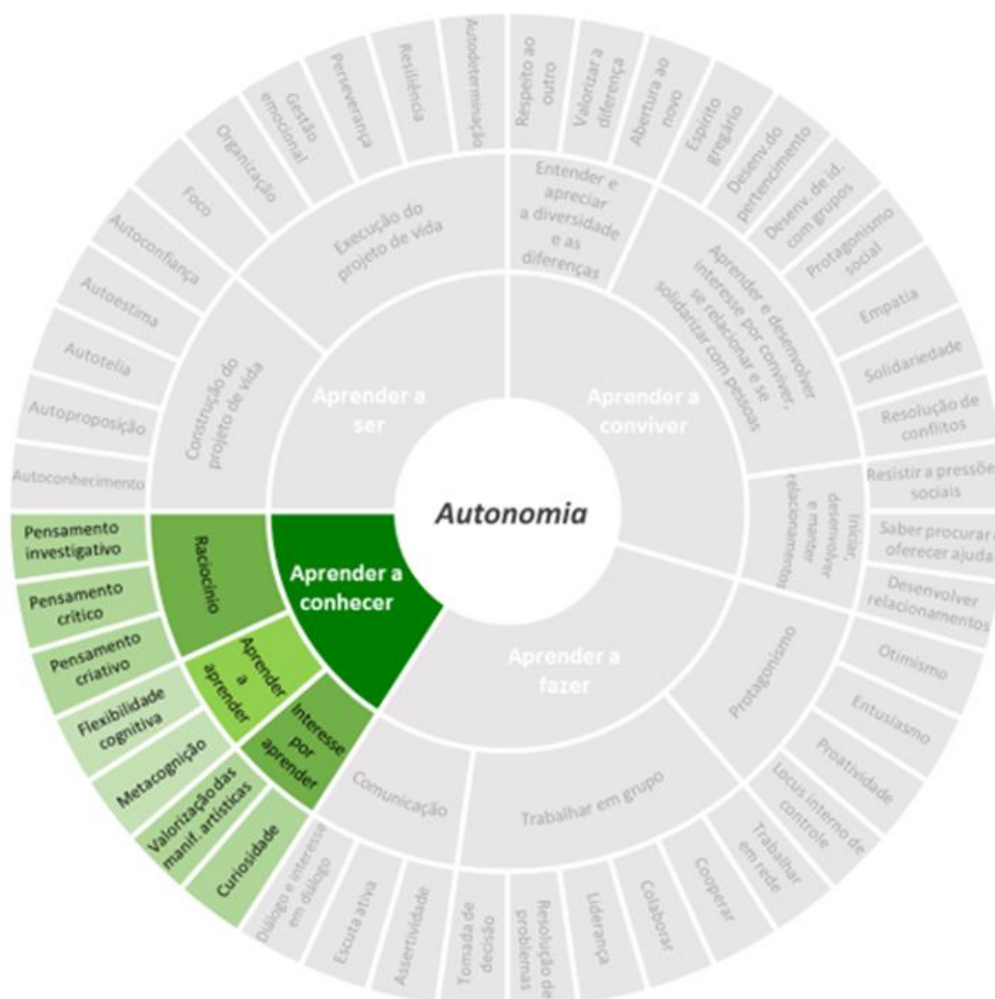 Autonomia
Aprender a
ser
Aprender a
conviver
Aprender a
fazer
Aprender a
conhecer
Construção do
projeto de vida
Execução do
projeto de vida
Entender e
apreciar
a diversidade
e as
diferenças
Aprender e desenvolver
interesse por conviver,
se relacionar e se
solidarizar com pessoas
Iniciar,
desenvolver
e manter
relacionamentos
Protagonismo
Trabalhar em grupo
Comunicação
Interesse
por
aprender
Aprender
a
aprender
Raciocínio
Autoconhecimento
Autoproposição
Autotelia
Autoestima
Autoconfiança
Foco
Organização
Gestão
emocional
Perseverança
Resiliência
Autodeterminação
Respeito ao
outro
Valorizar a
diferença
Abertura ao
novo
Espírito
gregário
Desenv.do
pertencimento
Desenv. de id.
com grupos
Protagonismo
social
Empatia
Solidariedade
Resolução de
conflitos
Resistir a pressões
sociais
Saber procurar e
oferecer ajuda
Desenvolver
relacionamentos
Otimismo
Entusiasmo
Proatividade
Locus interno de
controle
Trabalhar
em rede
Cooperar
Colaborar
Liderança
Resolução de
problemas
Tomada de
decisão
Assertividade
Escuta ativa
Diálogo e interesse
em diálogo
Curiosidade
Valorização das
manif. artísticas
Metacognição
Flexibilidade
cognitiva
Pensamento
criativo
Pensamento
crítico
Pensamento
investigativo